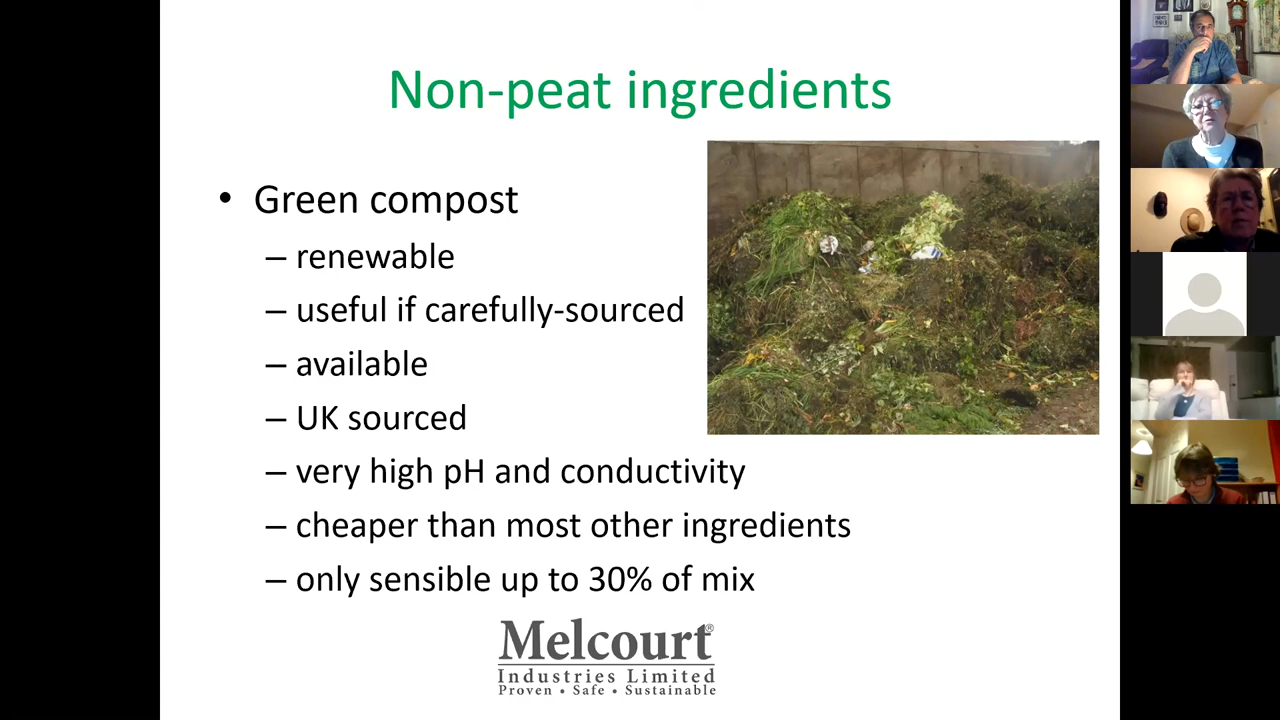 Non-peat ingredients
• Green compost
– renewable
– useful if carefully-sourced
– available
– UK sourced
– very high pH and conductivity
– cheaper than most other ingredients
– only sensible up to 30% of mix
Melcourt®
Industries Limited
Proven • Safe • Sustainable